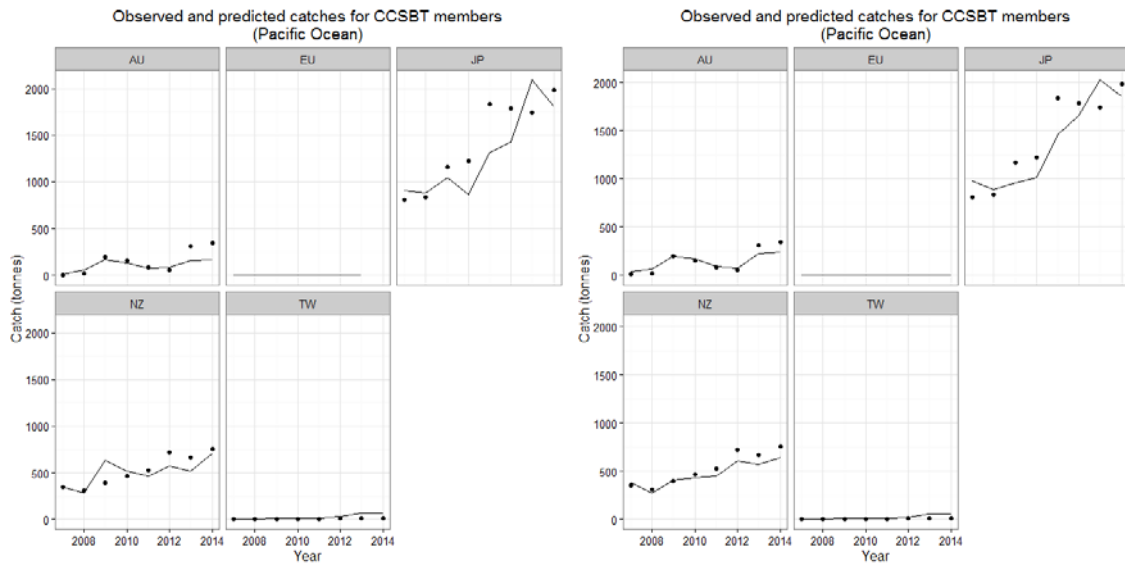 Observed and predicted catches for CCSBT members
(Pacific Ocean)
AU
EU
JP
2000
1500
1000
500
0
NZ
TW
2000
1500
1000
500
0
2008
2010
2012
2014
2008
2010
2012
2014
Catch (tonnes)
Year
Observed and predicted catches for CCSBT members
(Pacific Ocean)
AU
EU
JP
2000
1500
1000
500
0
NZ
TW
2000
1500
1000
500
0
2008
2010
2012
2014
2008
2010
2012
2014
Catch (tonnes)
Year